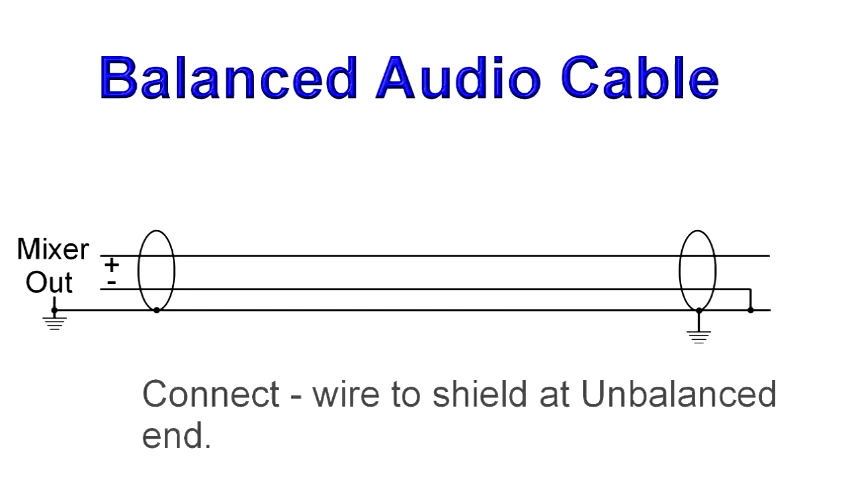 Balanced Audio Cable
Mixer
+
Out
-
Connect - wire to shield at Unbalanced
end.